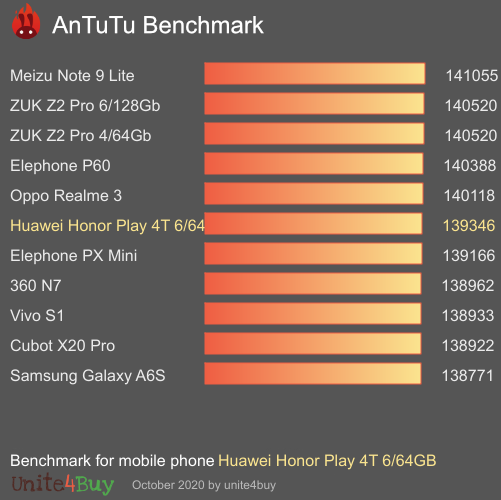 AnTuTu Benchmark
Meizu Note 9 Lite 141055
ZUK Z2 Pro 6/128Gb 140520
ZUK Z2 Pro 4/64Gb 140520
Elephone P60 140388
Oppo Realme 3 140118
Huawei Honor Play 4T 6/64 139346
Elephone PX Mini 139166
360 N7 138962
Vivo S1 138933
Cubot X20 Pro 138922
Samsung Galaxy A6S 138771
Benchmark for mobile phone Huawei Honor Play 4T 6/64GB
Unite4Buy October 2020 by unite4buy